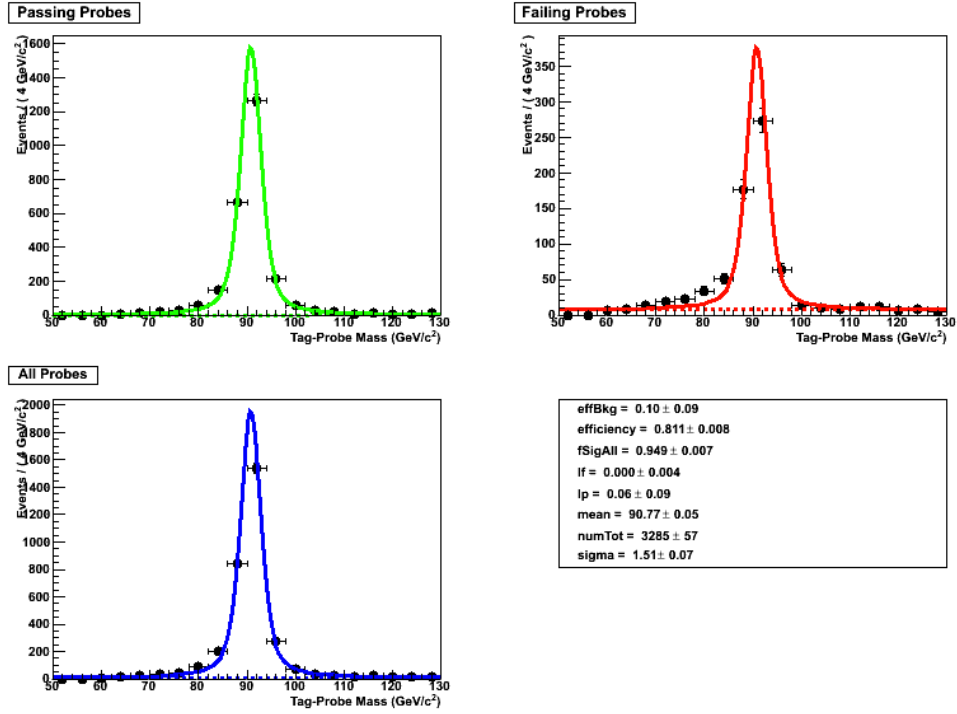 Passing Probes
Events / ( 4 GeV/c² )
1600
1400
1200
1000
800
600
400
200
0
50 60 70 80 90 100 110 120 130
Tag-Probe Mass (GeV/c²)
Failing Probes
Events / ( 4 GeV/c² )
350
300
250
200
150
100
50
0
50 60 70 80 90 100 110 120 130
Tag-Probe Mass (GeV/c²)
All Probes
Events / ( 4 GeV/c² )
2000
1800
1600
1400
1200
1000
800
600
400
200
0
50 60 70 80 90 100 110 120 130
Tag-Probe Mass (GeV/c²)
effBkg = 0.10 ± 0.09
efficiency = 0.811 ± 0.008
fSigAll = 0.949 ± 0.007
lf = 0.000 ± 0.004
lp = 0.06 ± 0.09
mean = 90.77 ± 0.05
numTot = 3285 ± 57
sigma = 1.51 ± 0.07